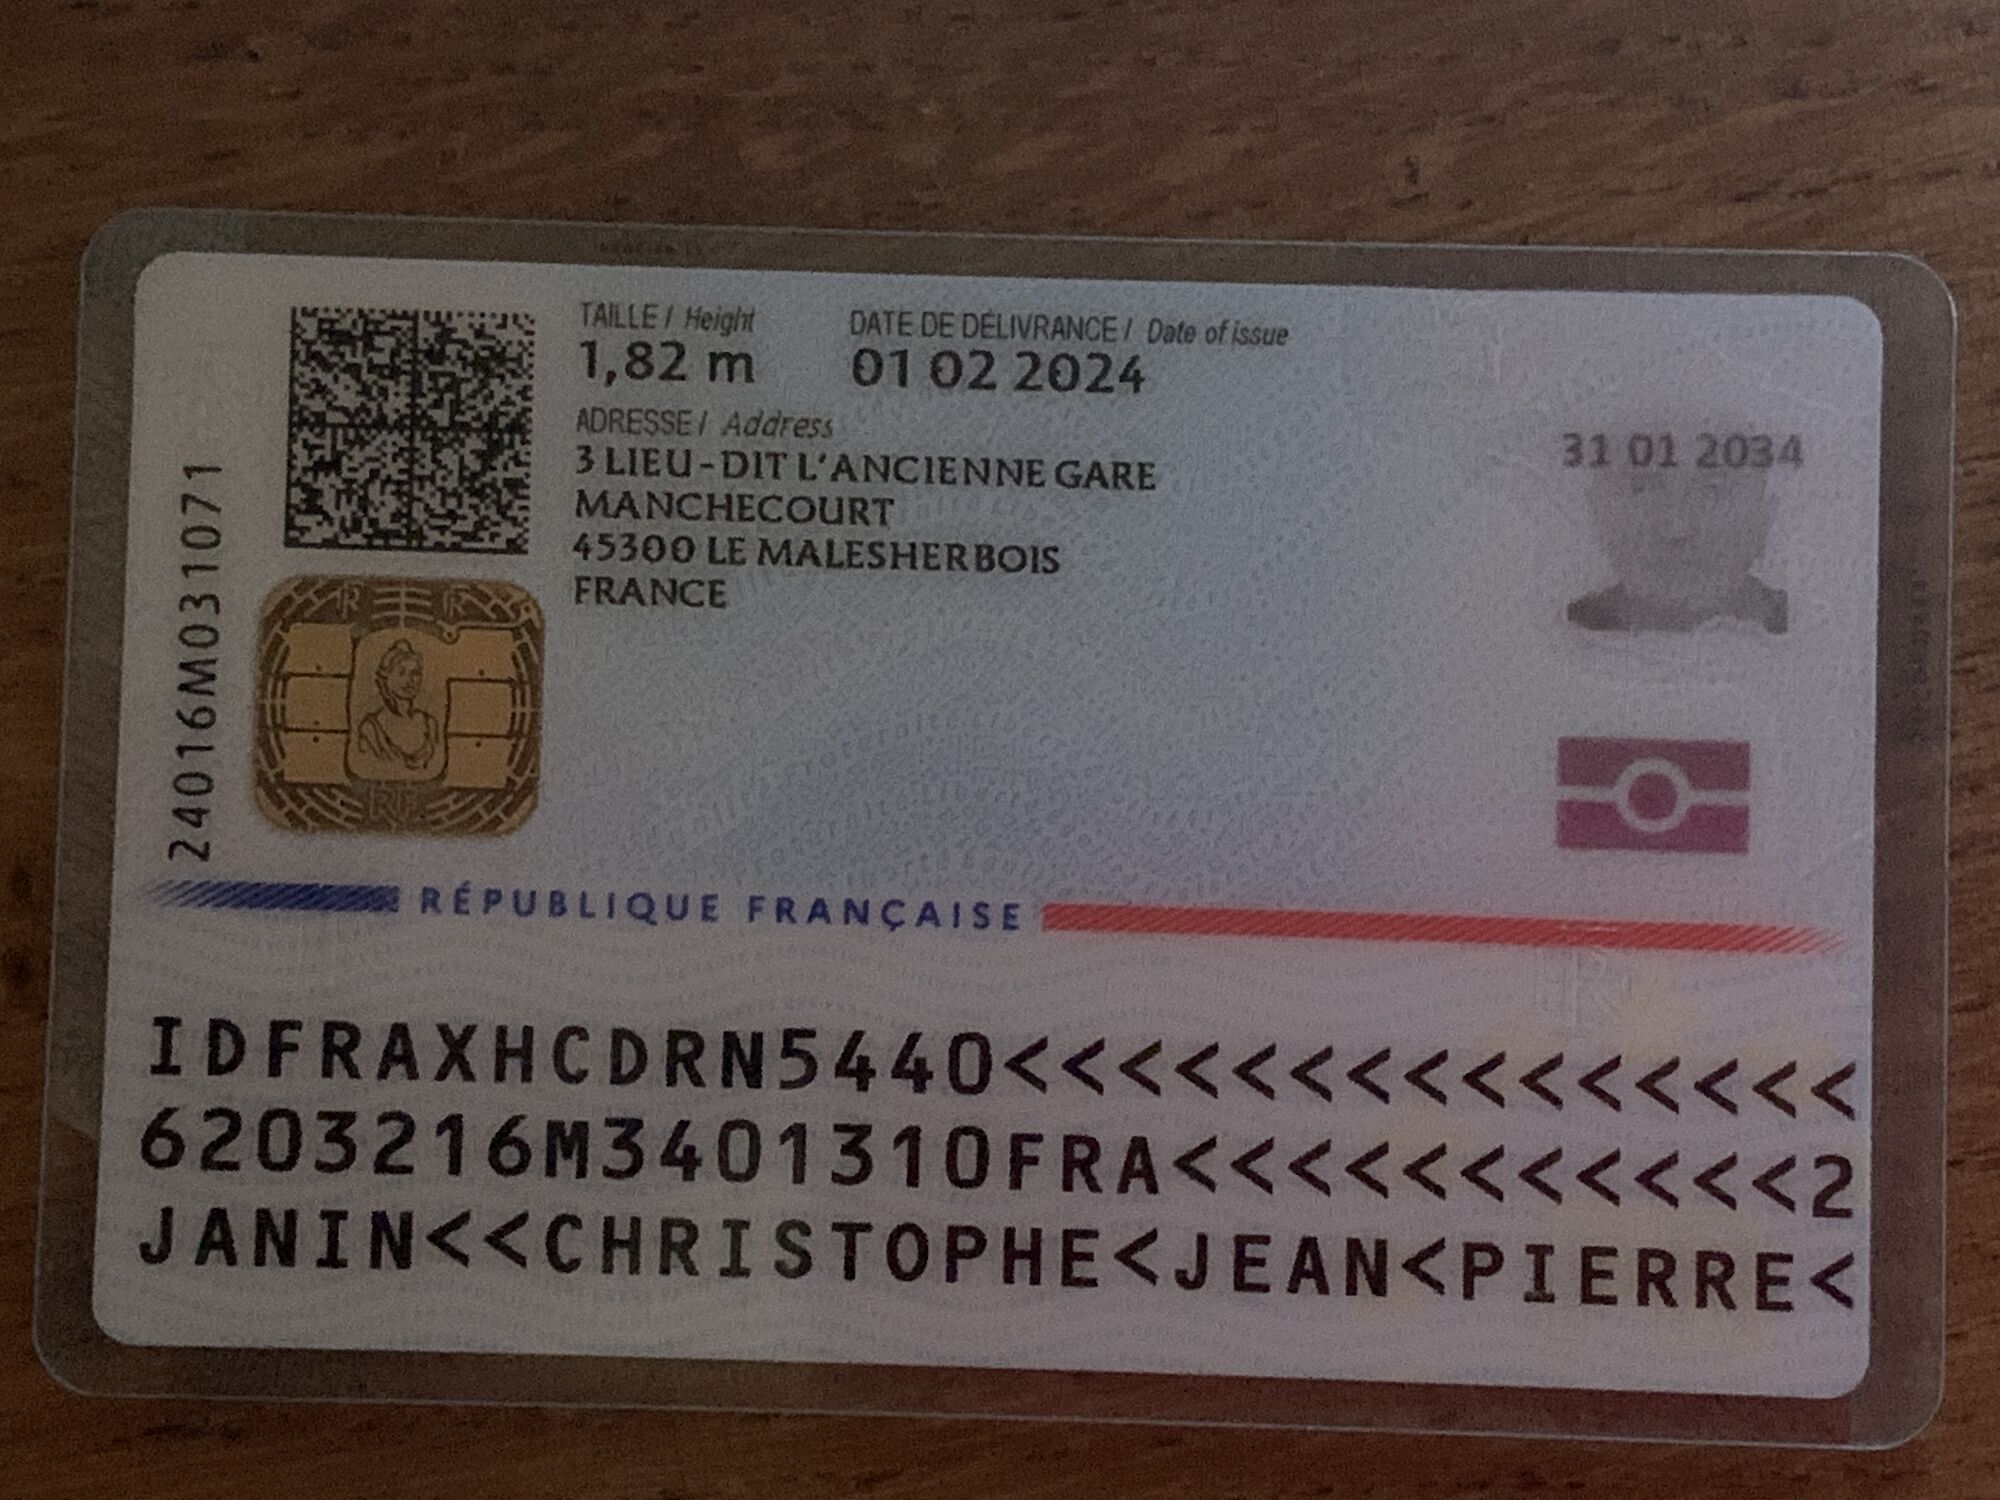 TAILLE / Height
1,82 m
DATE DE DÉLIVRANCE / Date of issue
01 02 2024
ADRESSE / Address
3 LIEU-DIT L'ANCIENNE GARE
MANCHECOURT
45300 LE MALESHERBOIS
FRANCE
31 01 2034
24016M031071
RÉPUBLIQUE FRANÇAISE
IDFRAXHCDRN5440<<<<<<<<<<<<<<<
6203216M3401310FRA<<<<<<<<<<<2
JANIN<<CHRISTOPHE<JEAN<PIERRE<